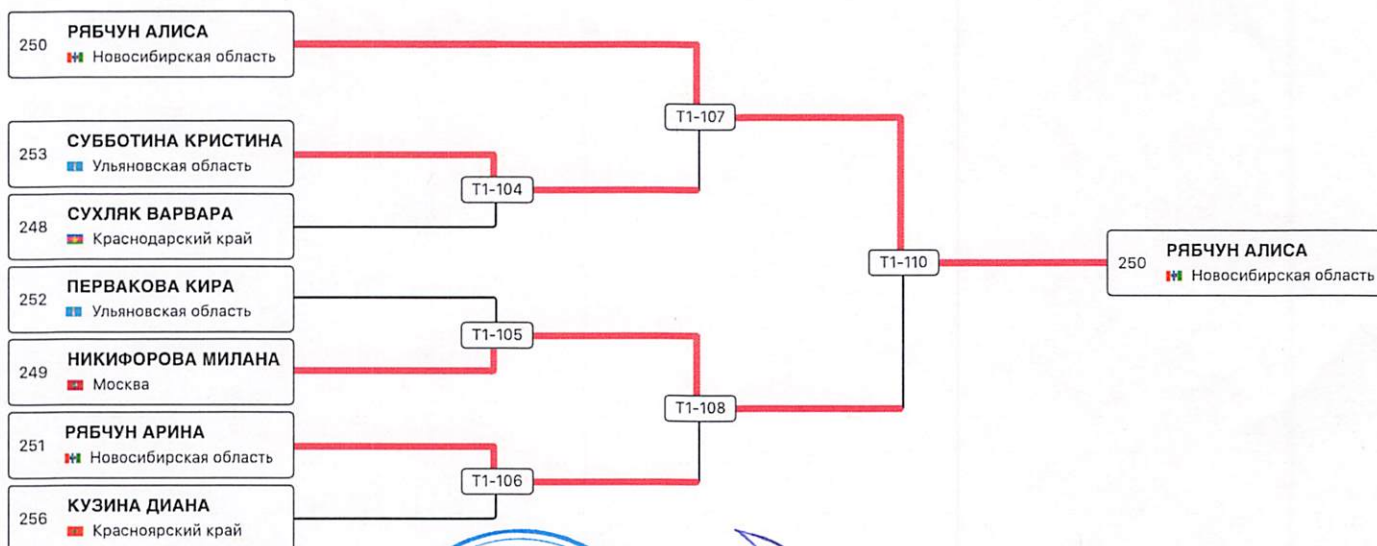 250 РЯБЧУН АЛИСА
Новосибирская область
T1-107
253 СУББОТИНА КРИСТИНА
Ульяновская область
T1-104
248 СУХЛЯК ВАРВАРА
Краснодарский край
T1-110
250 РЯБЧУН АЛИСА
Новосибирская область
252 ПЕРВАКОВА КИРА
Ульяновская область
T1-105
249 НИКИФОРОВА МИЛАНА
Москва
T1-108
251 РЯБЧУН АРИНА
Новосибирская область
T1-106
256 КУЗИНА ДИАНА
Красноярский край